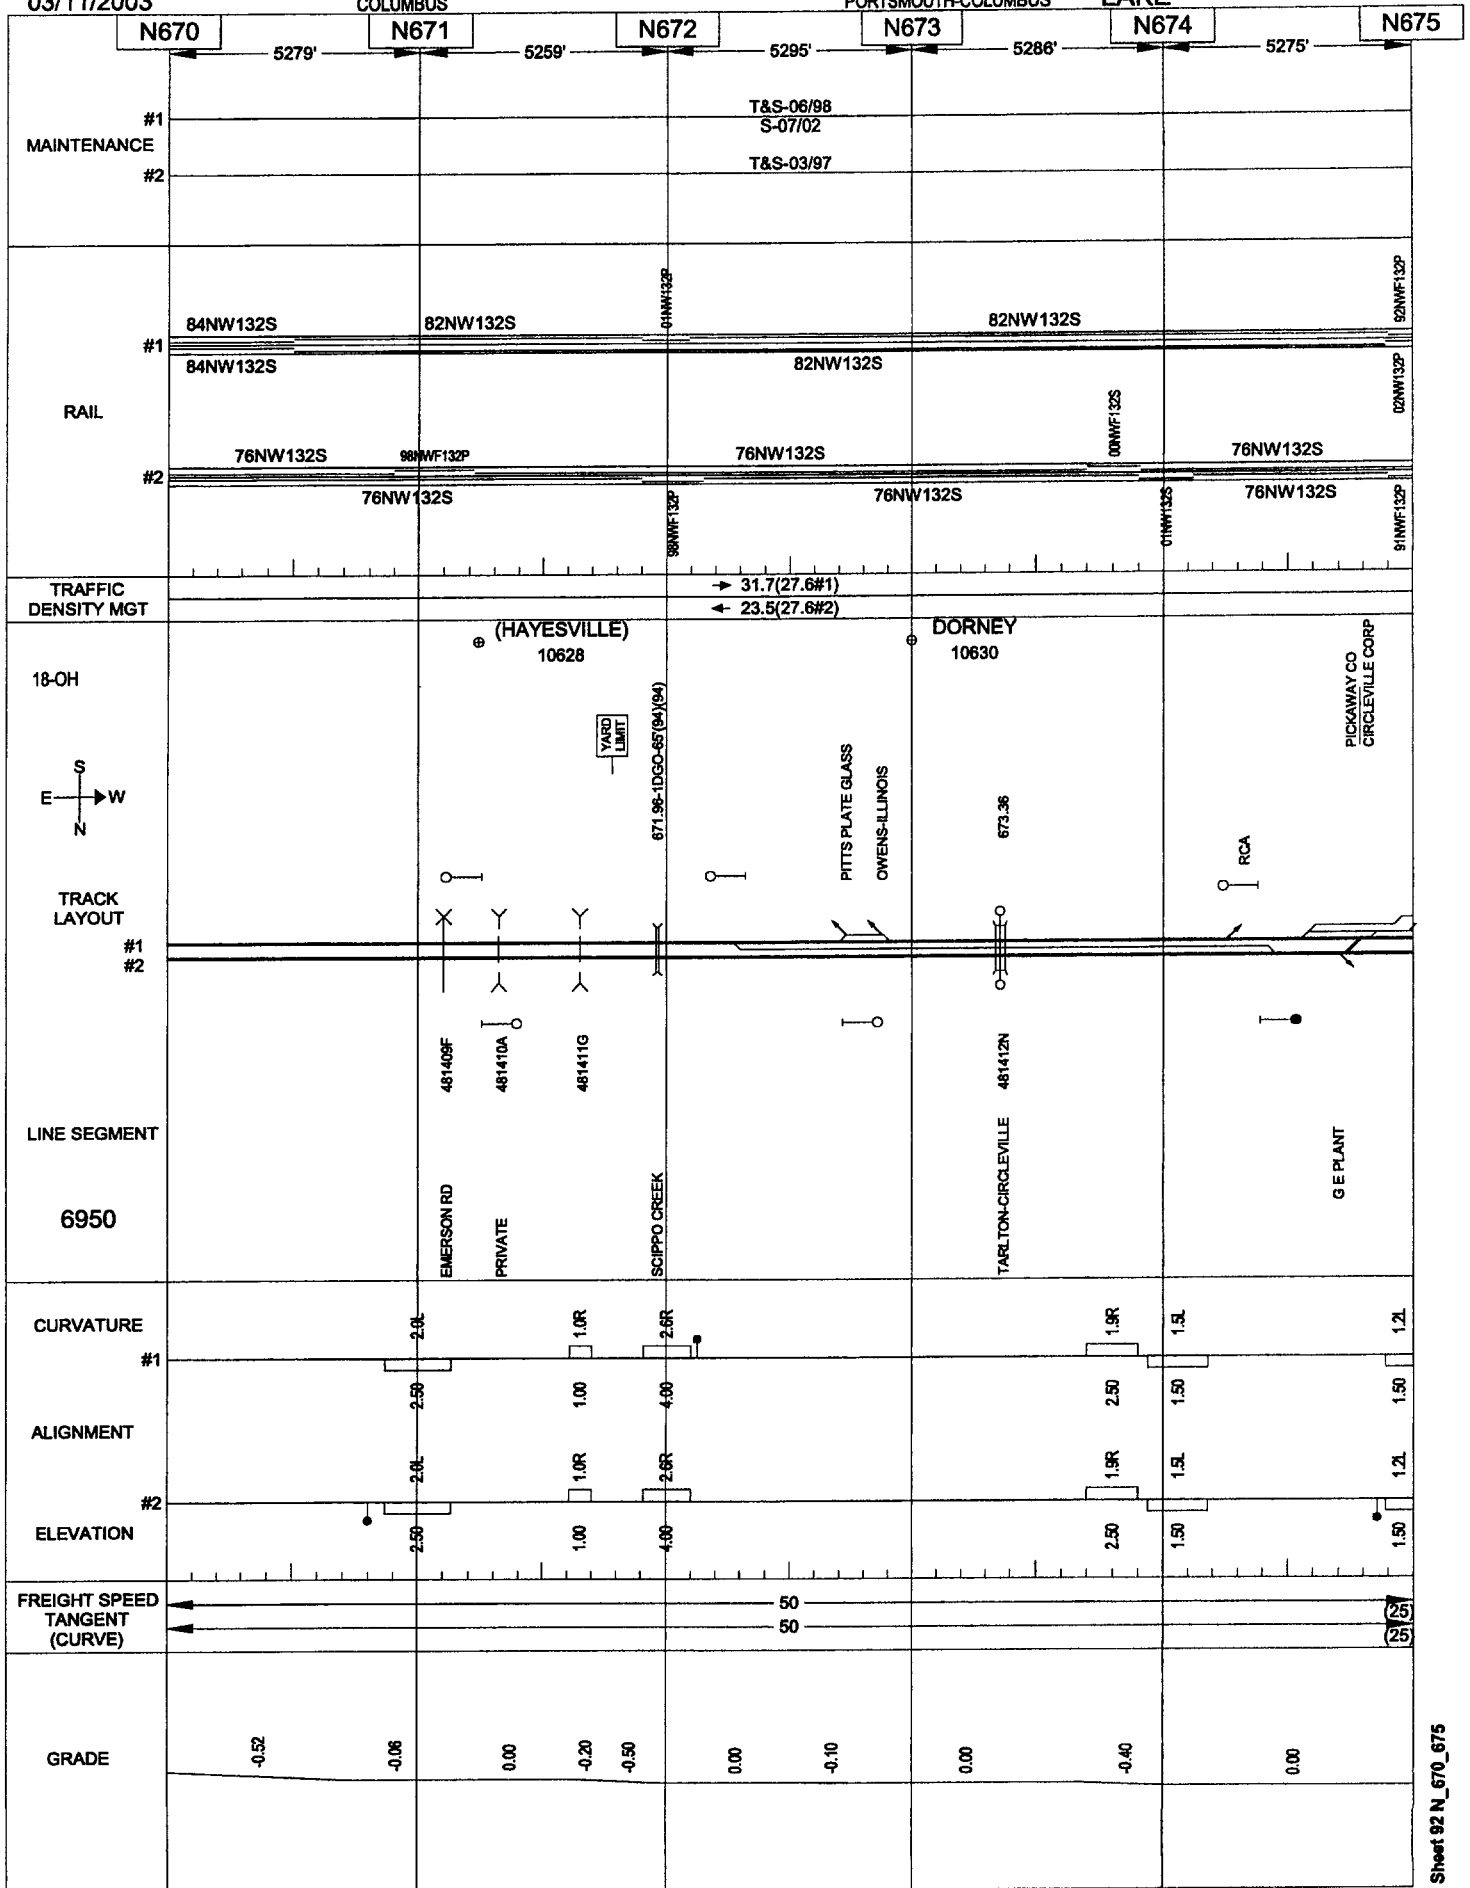 03/11/2003 COLUMBUS PORTSMOUTH-COLUMBUS LAKE
N670 N671 N672 N673 N674 N675
5279' 5259' 5295' 5286' 5275'
MAINTENANCE
#1 T&S-06/98
S-07/02
#2 T&S-03/97
RAIL
01NW132P 92NWF132P
84NW132S 82NW132S 82NW132S
#1
84NW132S 82NW132S
02NW132P
00NWF132S
76NW132S 98NWF132P 76NW132S 76NW132S
#2
76NW132S 76NW132S 76NW132S
98NWF132P 01NW132S 91NWF132P
TRAFFIC
DENSITY MGT
31.7(27.6#1)
23.5(27.6#2)
(HAYESVILLE)
10628
DORNEY
10630
18-OH
S
E W
N
YARD
LIMIT
671.96-1DGO-65'(94)(94)
PITTS PLATE GLASS
OWENS-ILLINOIS
673.36
RCA
PICKAWAY CO
CIRCLEVILLE CORP
TRACK
LAYOUT
#1
#2
481409F 481410A 481411G 481412N
LINE SEGMENT
6950
EMERSON RD
PRIVATE
SCIPPO CREEK
TARLTON-CIRCLEVILLE
G E PLANT
CURVATURE
2.0L 1.0R 2.6R 1.9R 1.5L 1.2L
#1
2.50 1.00 4.00 2.50 1.50 1.50
ALIGNMENT
2.0L 1.0R 2.6R 1.9R 1.5L 1.2L
#2
ELEVATION
2.50 1.00 4.00 2.50 1.50 1.50
FREIGHT SPEED
TANGENT
(CURVE)
50 (25)
50 (25)
GRADE
-0.52 -0.06 0.00 -0.20 -0.50 0.00 -0.10 0.00 -0.40 0.00
Sheet 92 N_670_675